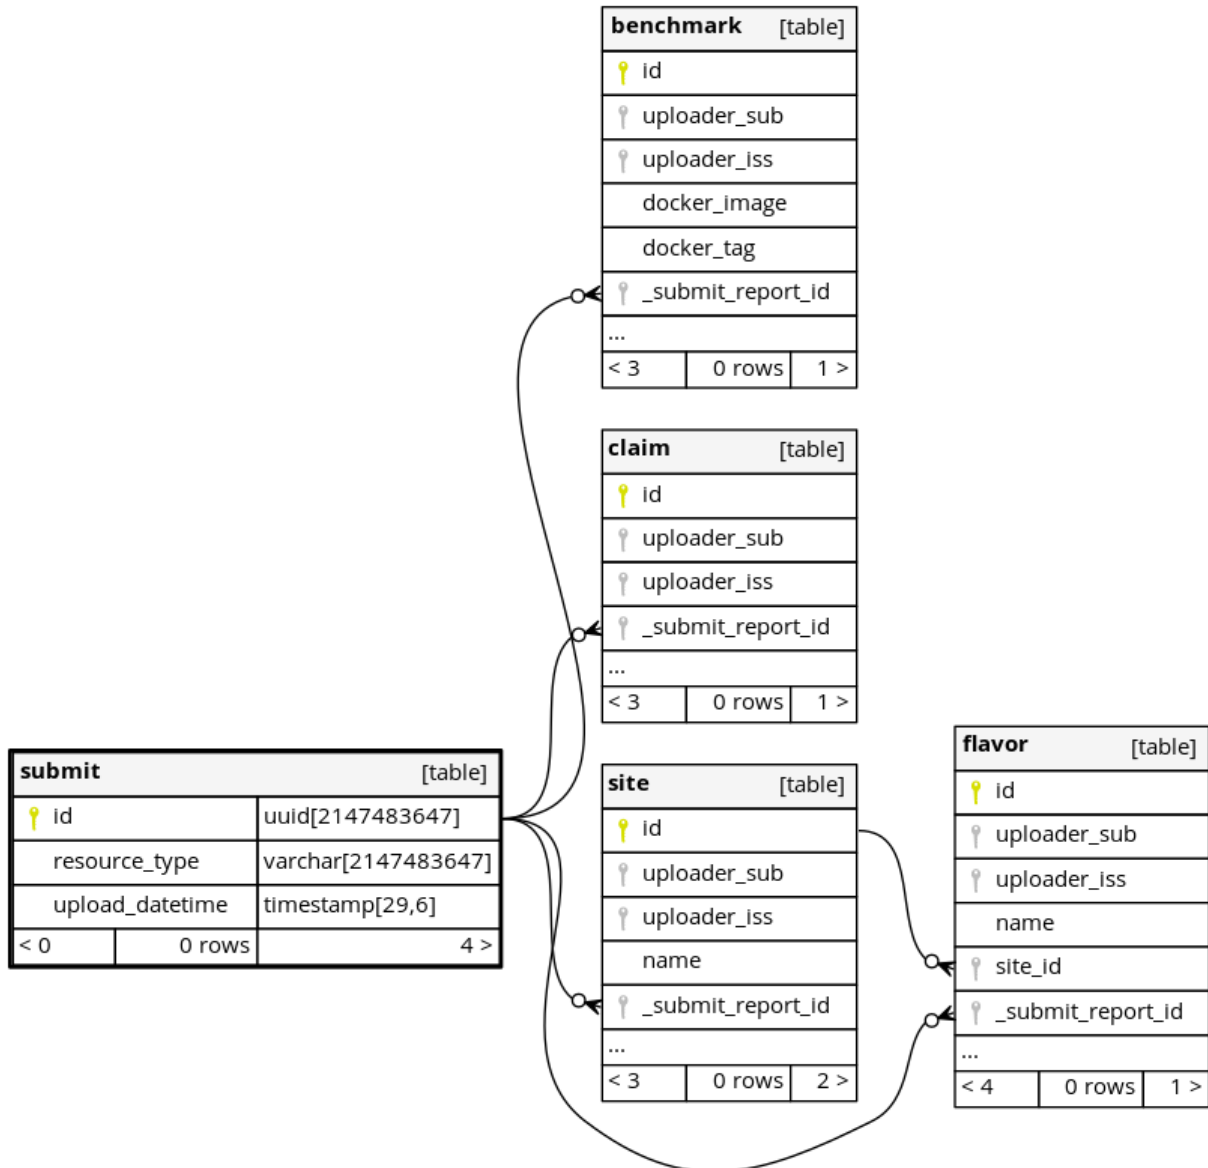 benchmark [table]
id
uploader_sub
uploader_iss
docker_image
docker_tag
_submit_report_id
...
< 3 0 rows 1 >
claim [table]
id
uploader_sub
uploader_iss
_submit_report_id
...
< 3 0 rows 1 >
submit [table]
id uuid[2147483647]
resource_type varchar[2147483647]
upload_datetime timestamp[29,6]
< 0 0 rows 4 >
site [table]
id
uploader_sub
uploader_iss
name
_submit_report_id
...
< 3 0 rows 2 >
flavor [table]
id
uploader_sub
uploader_iss
name
site_id
_submit_report_id
...
< 4 0 rows 1 >